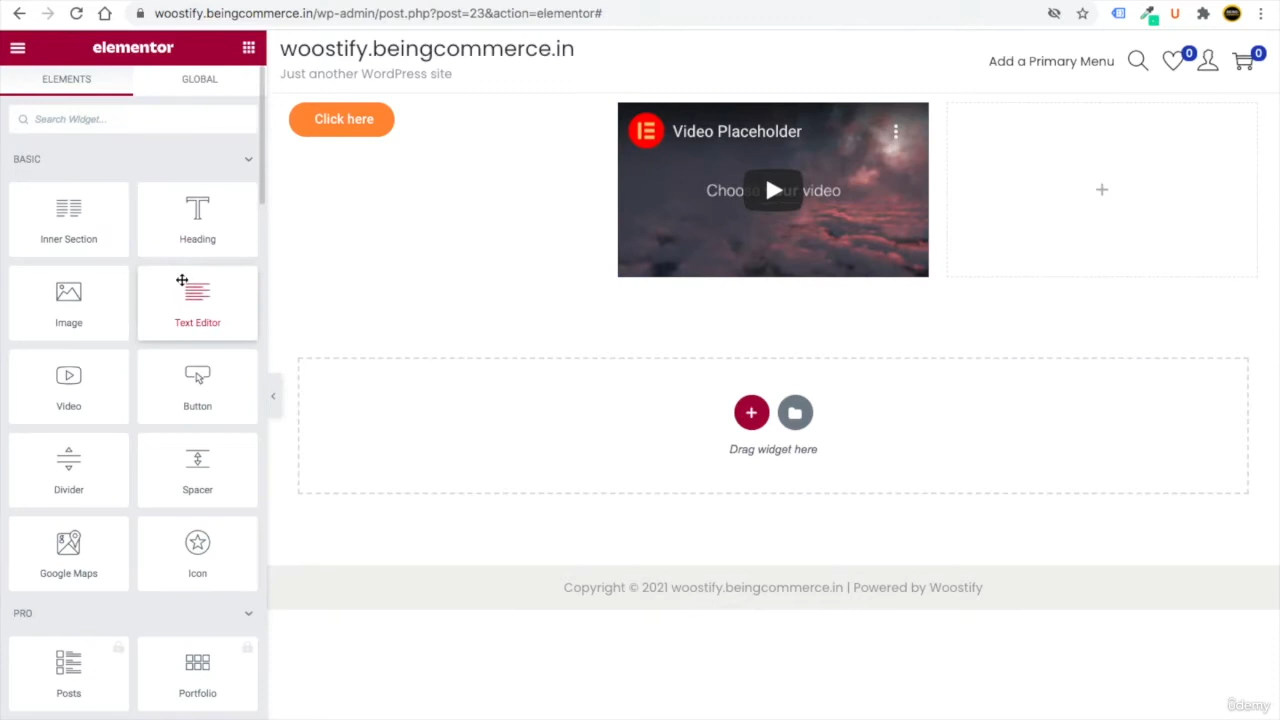 woostify.beingcommerce.in/wp-admin/post.php?post=23&action=elementor#
elementor
ELEMENTS GLOBAL
Search Widget...
BASIC
Inner Section Heading
Image Text Editor
Video Button
Divider Spacer
Google Maps Icon
PRO
Posts Portfolio
woostify.beingcommerce.in
Just another WordPress site
Add a Primary Menu 0 0
Click here
Video Placeholder
Choose your video
Drag widget here
Copyright © 2021 woostify.beingcommerce.in | Powered by Woostify
ûdemy